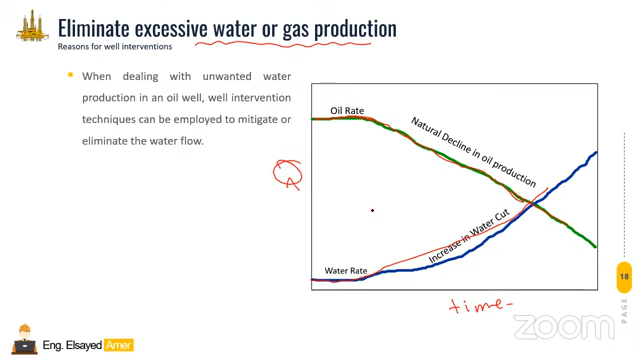 Eliminate excessive water or gas production
Reasons for well interventions
When dealing with unwanted water
production in an oil well, well intervention
techniques can be employed to mitigate or
eliminate the water flow.
Oil Rate
Natural Decline in oil production
Q
Increase in Water Cut
Water Rate
time
18
PAGE
Eng. Elsayed Amer
zoom